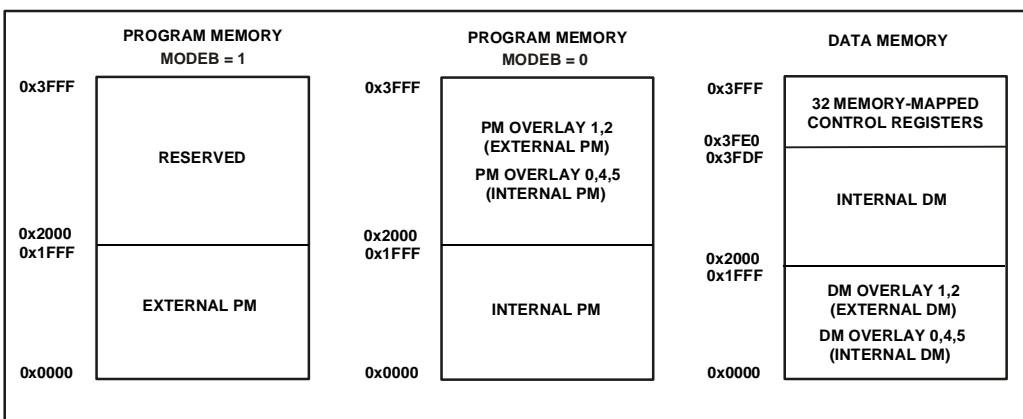 PROGRAM MEMORY
MODEB = 1
0x3FFF
RESERVED
0x2000
0x1FFF
EXTERNAL PM
0x0000
PROGRAM MEMORY
MODEB = 0
0x3FFF
PM OVERLAY 1,2
(EXTERNAL PM)
PM OVERLAY 0,4,5
(INTERNAL PM)
0x2000
0x1FFF
INTERNAL PM
0x0000
DATA MEMORY
0x3FFF
32 MEMORY-MAPPED
CONTROL REGISTERS
0x3FE0
0x3FDF
INTERNAL DM
0x2000
0x1FFF
DM OVERLAY 1,2
(EXTERNAL DM)
DM OVERLAY 0,4,5
(INTERNAL DM)
0x0000